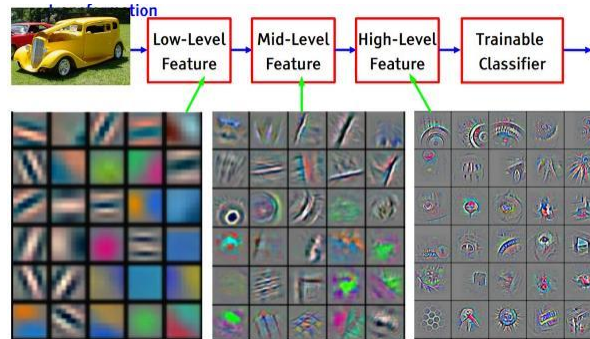 Low-Level
Feature
Mid-Level
Feature
High-Level
Feature
Trainable
Classifier